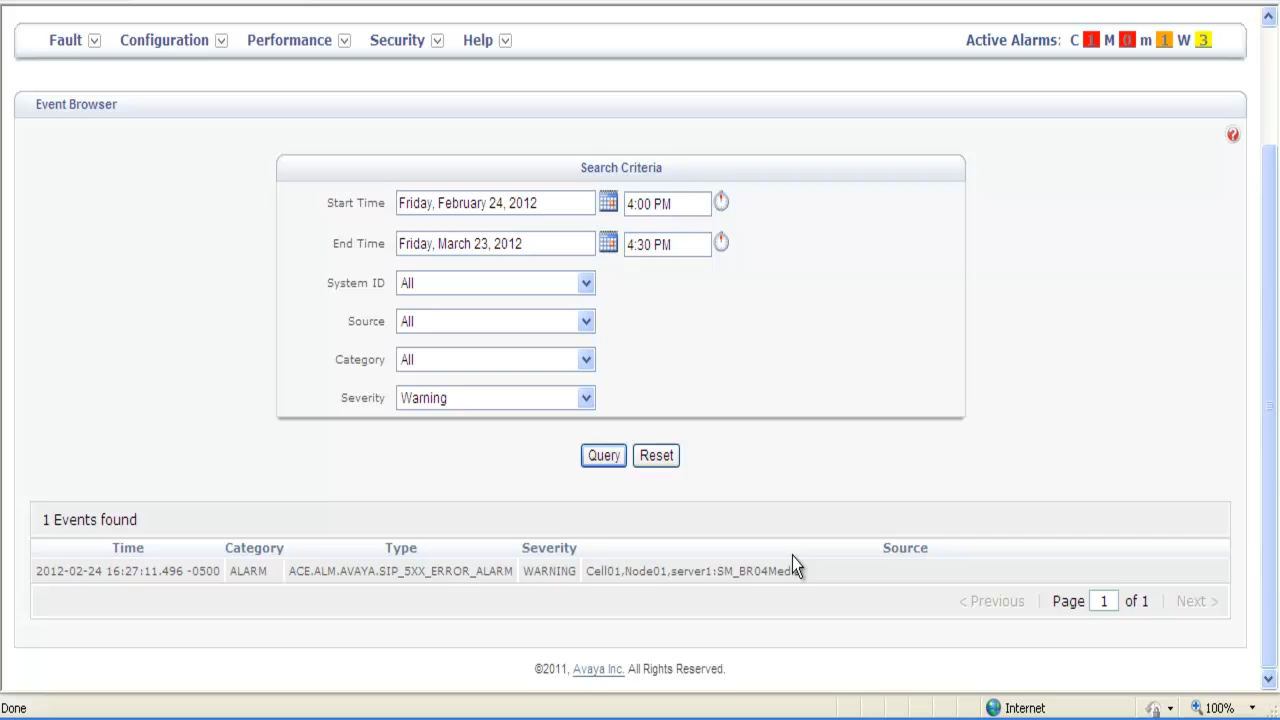 Fault Configuration Performance Security Help Active Alarms: C 1 M 0 m 1 W 3
Event Browser
Search Criteria
Start Time Friday, February 24, 2012 4:00 PM
End Time Friday, March 23, 2012 4:30 PM
System ID All
Source All
Category All
Severity Warning
Query Reset
1 Events found
Time Category Type Severity Source
2012-02-24 16:27:11.496 -0500 ALARM ACE.ALM.AVAYA.SIP_5XX_ERROR_ALARM WARNING
< Previous Page 1 of 1 Next >
©2011, Avaya Inc. All Rights Reserved.
Done Internet 100%